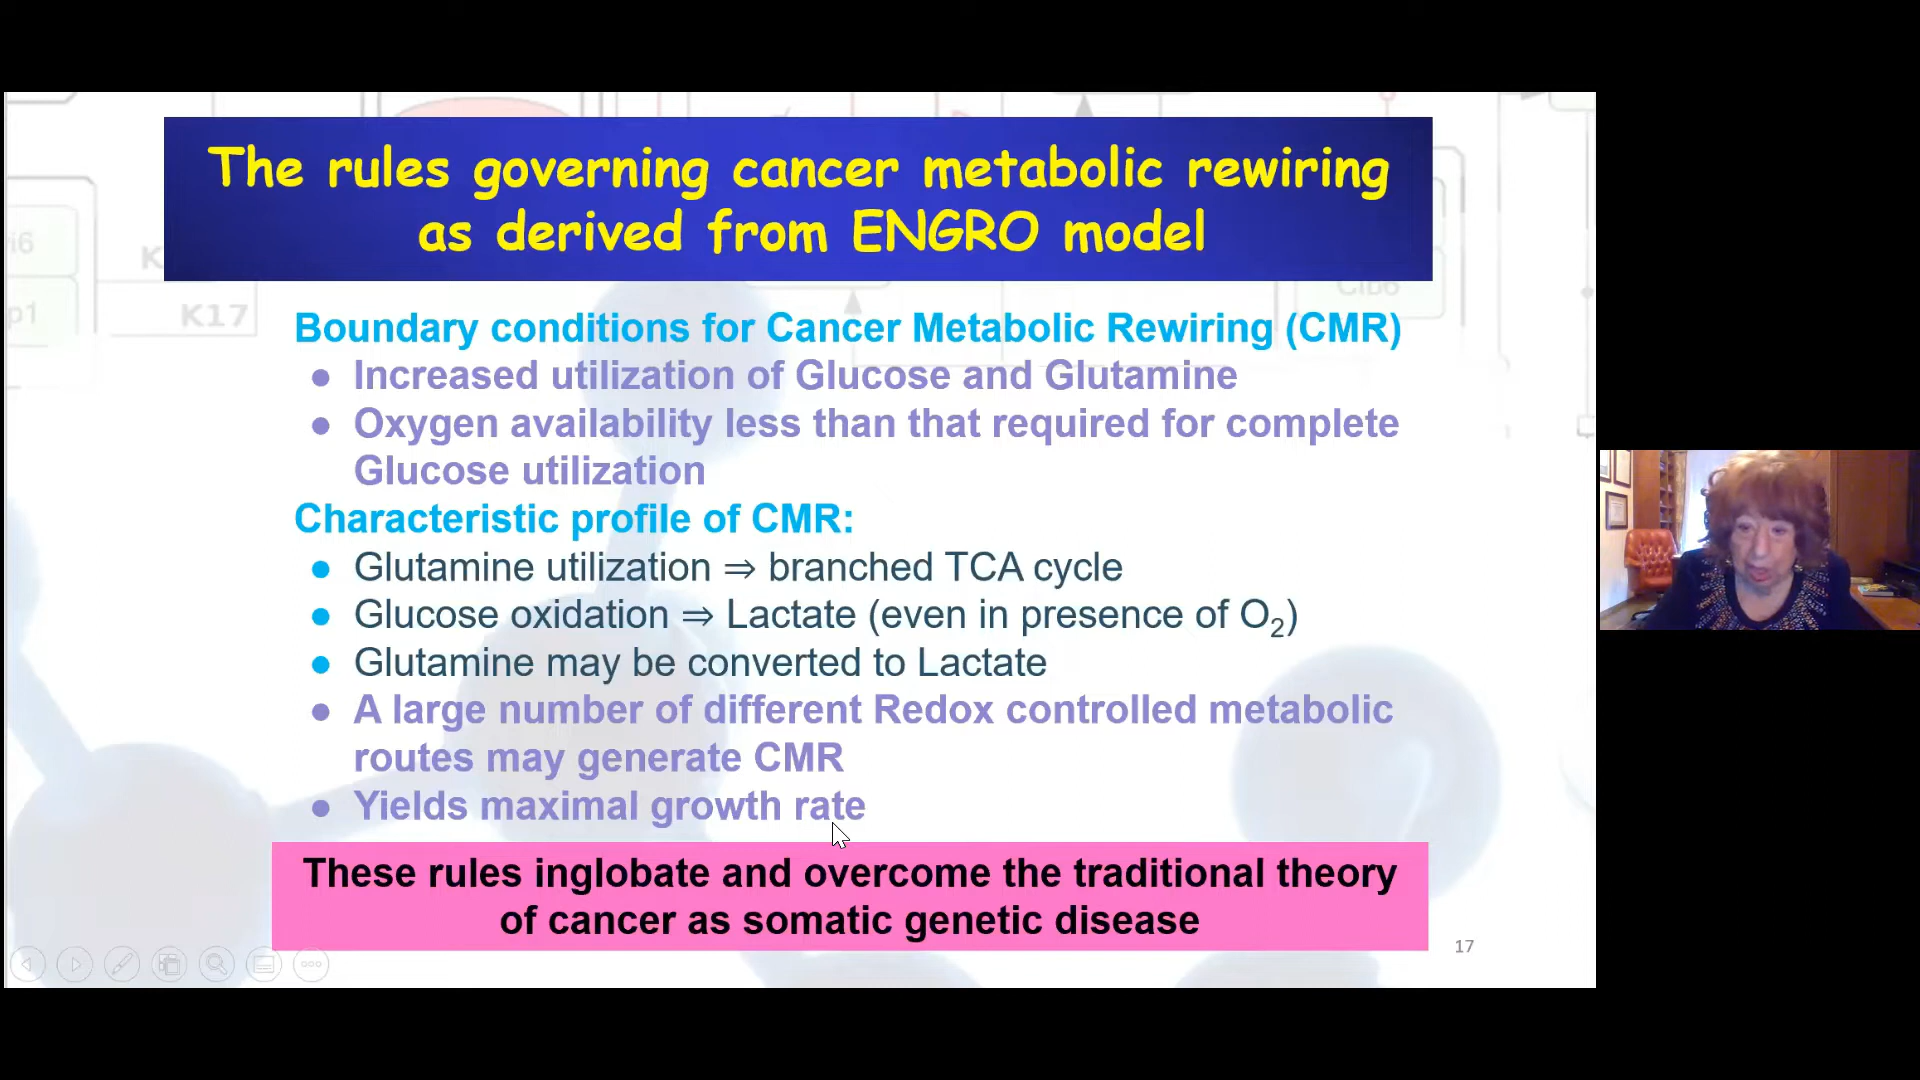 The rules governing cancer metabolic rewiring
as derived from ENGRO model
K17
Boundary conditions for Cancer Metabolic Rewiring (CMR)
● Increased utilization of Glucose and Glutamine
● Oxygen availability less than that required for complete
Glucose utilization
Characteristic profile of CMR:
● Glutamine utilization ⇒ branched TCA cycle
● Glucose oxidation ⇒ Lactate (even in presence of O₂)
● Glutamine may be converted to Lactate
● A large number of different Redox controlled metabolic
routes may generate CMR
● Yields maximal growth rate
These rules inglobate and overcome the traditional theory
of cancer as somatic genetic disease
17